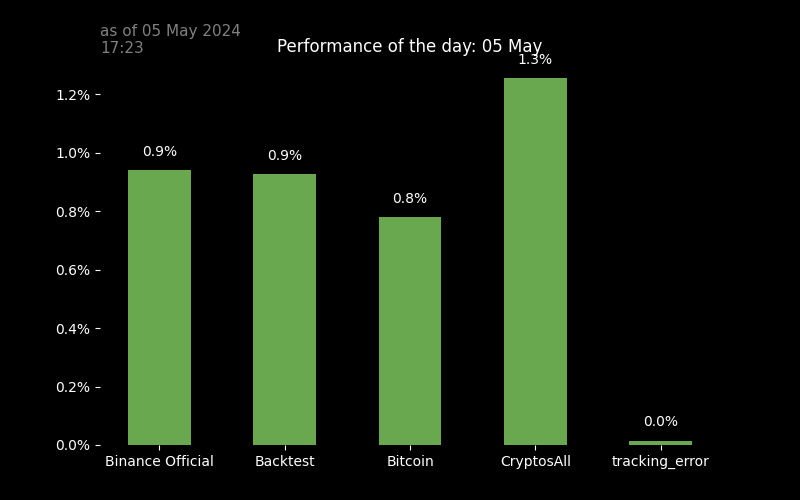 as of 05 May 2024
17:23
Performance of the day: 05 May
1.3%
1.2%
0.9%
0.9%
1.0%
0.8%
0.8%
0.6%
0.4%
0.0%
0.2%
0.0%
Binance Official
Backtest
Bitcoin
CryptosAll
tracking_error